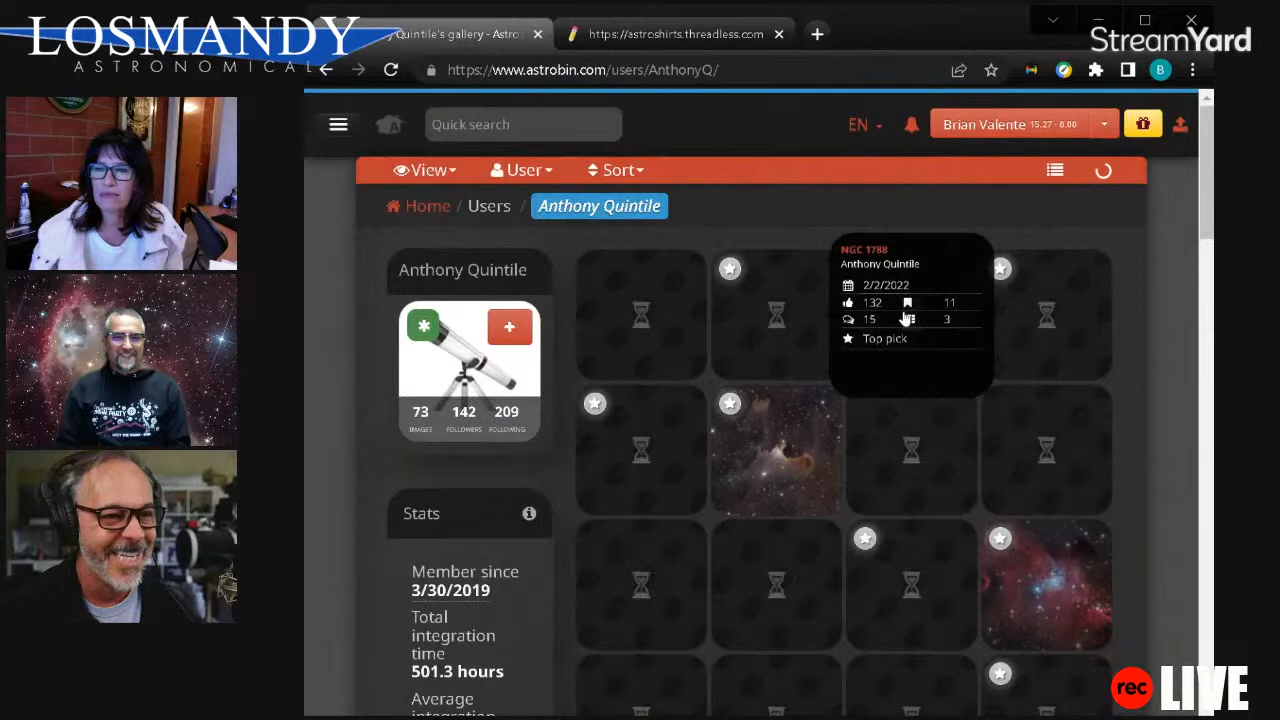 LOSMANDY
ASTRONOMICAL
y Quintile's gallery - Astro
https://astroshirts.threadless.com
StreamYard
https://www.astrobin.com/users/AnthonyQ/
B
Quick search
EN
Brian Valente 15.27 - 0.00
View
User
Sort
Home / Users / Anthony Quintile
Anthony Quintile
73 142 209
IMAGES FOLLOWERS FOLLOWING
NGC 1788
Anthony Quintile
2/2/2022
132 11
15 3
Top pick
Stats
Member since
3/30/2019
Total
integration
time
501.3 hours
Average
integration
rec LIVE